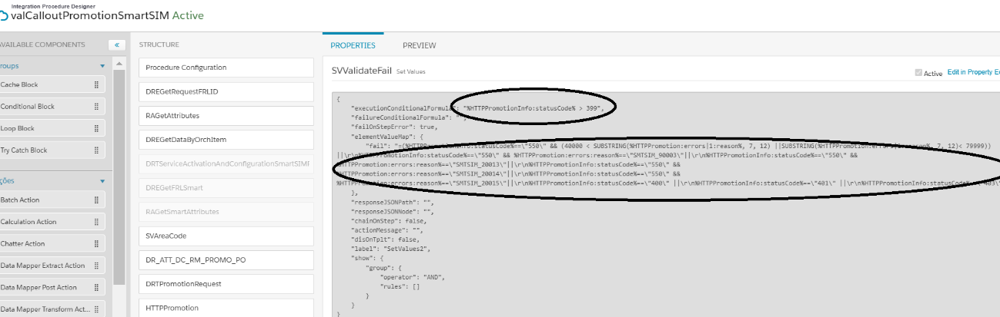 Integration Procedure Designer
valCalloutPromotionSmartSIM Active
AVAILABLE COMPONENTS
«
STRUCTURE
PROPERTIES
PREVIEW
roups
Cache Block
Conditional Block
Loop Block
Try Catch Block
ções
Batch Action
Calculation Action
Chatter Action
Data Mapper Extract Action
Data Mapper Post Action
Data Mapper Transform Act...
Procedure Configuration
DREGetRequestFRLID
RAGetAttributes
DREGetDataByOrchItem
DRTServiceActivationAndConfigurationSmartSIMF
DREGetFRLSmart
RAGetSmartAttributes
SVAreaCode
DR_ATT_DC_RM_PROMO_PO
DRTPromotionRequest
HTTPPromotion
SVValidateFail Set Values
Active Edit in Property E
{
"executionConditionalFormula": "%HTTPPromotionInfo:statusCode% > 399",
"failureConditionalFormula": "",
"failOnStepError": true,
"elementValueMap": {
"fail": "=(%HTTPPromotionInfo:statusCode%==\"550\" && (40000 < SUBSTRING(%HTTPPromotion:errors|1:reason%, 7, 12) ||SUBSTRING(%HTTPPromotion:errors|1:reason%, 7, 12)< 79999))
||\r\n%HTTPPromotionInfo:statusCode%==\"550\" && %HTTPPromotion:errors:reason%==\"SMTSIM_90003\"||\r\n%HTTPPromotionInfo:statusCode%==\"550\" &&
%HTTPPromotion:errors:reason%==\"SMTSIM_20013\"||\r\n%HTTPPromotionInfo:statusCode%==\"550\" &&
%HTTPPromotion:errors:reason%==\"SMTSIM_20014\"||\r\n%HTTPPromotionInfo:statusCode%==\"550\" &&
%HTTPPromotion:errors:reason%==\"SMTSIM_20015\"||\r\n%HTTPPromotionInfo:statusCode%==\"400\" ||\r\n%HTTPPromotionInfo:statusCode%==\"401\" ||\r\n%HTTPPromotionInfo:statusCode%==\"403\"
},
"responseJSONPath": "",
"responseJSONNode": "",
"chainOnStep": false,
"actionMessage": "",
"disOnTplt": false,
"label": "SetValues2",
"show": {
"group": {
"operator": "AND",
"rules": []
}
}
}